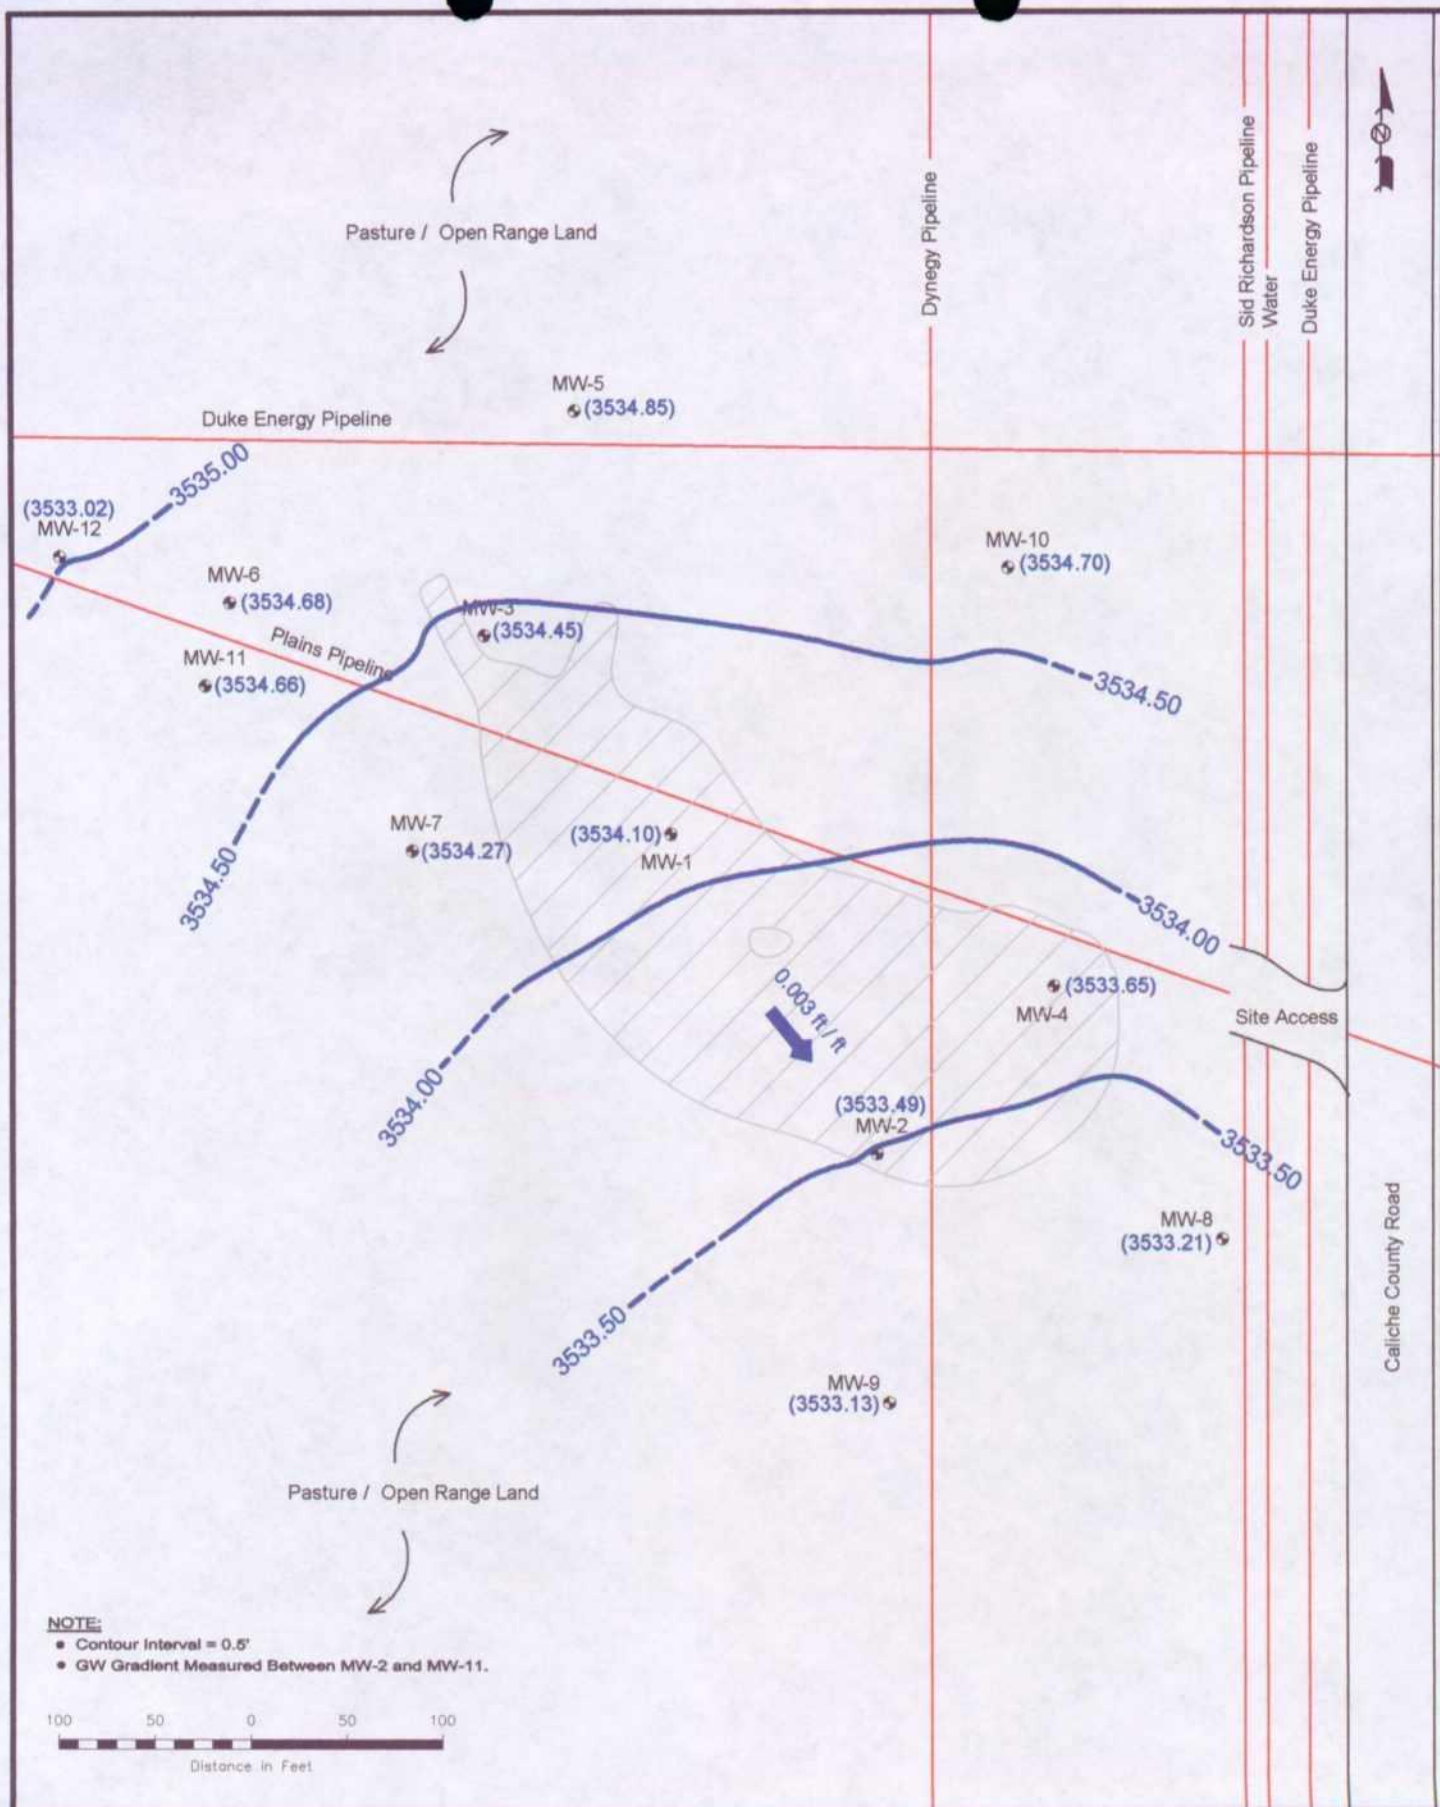 Pasture / Open Range Land
Dynegy Pipeline
Sid Richardson Pipeline
Water
Duke Energy Pipeline
MW-5
(3534.85)
Duke Energy Pipeline
3535.00
(3533.02)
MW-12
MW-10
(3534.70)
MW-6
(3534.68)
MW-3
(3534.45)
Plains Pipeline
MW-11
(3534.66)
3534.50
MW-7
(3534.27)
(3534.10)
MW-1
3534.50
3534.00
0.003 ft / ft
(3533.65)
MW-4
Site Access
3534.00
(3533.49)
MW-2
3533.50
MW-8
(3533.21)
Caliche County Road
3533.50
MW-9
(3533.13)
Pasture / Open Range Land
NOTE:
• Contour Interval = 0.5'
• GW Gradient Measured Between MW-2 and MW-11.
100 50 0 50 100
Distance in Feet